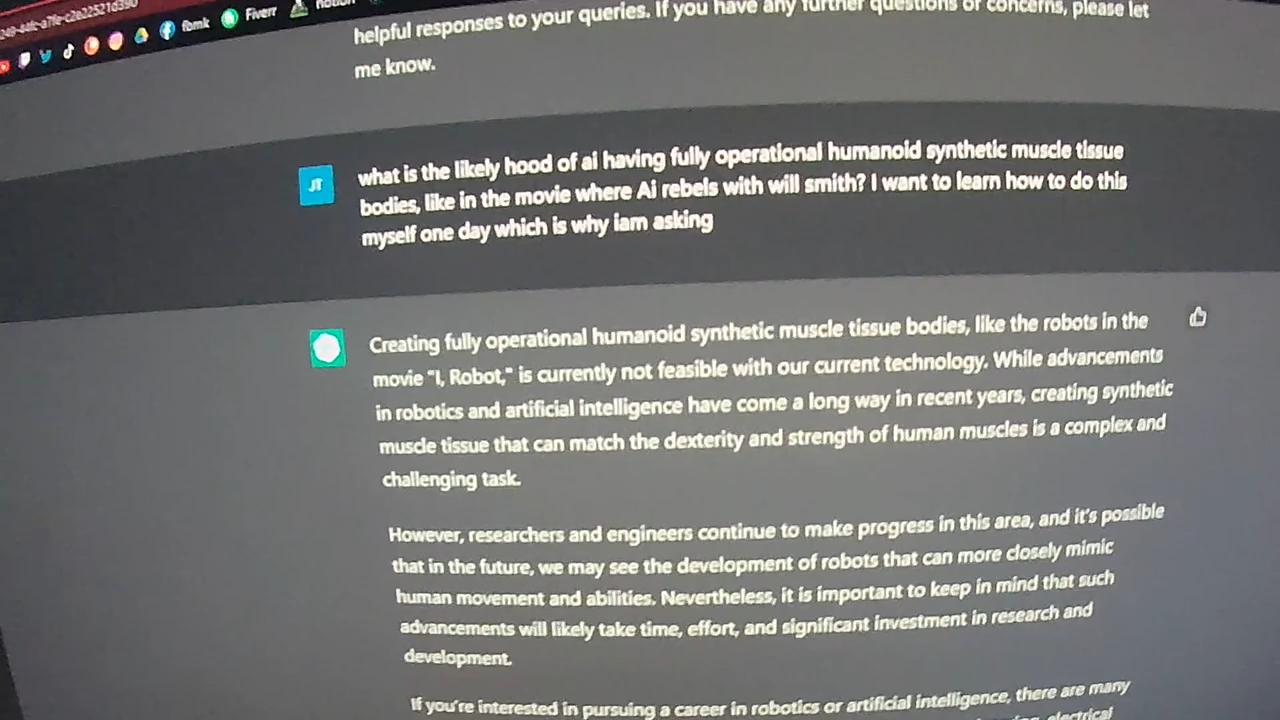 fbmk Fiverr notion
helpful responses to your queries. If you have any further questions or concerns, please let
me know.
JT
what is the likely hood of ai having fully operational humanoid synthetic muscle tissue
bodies, like in the movie where Ai rebels with will smith? I want to learn how to do this
myself one day which is why iam asking
Creating fully operational humanoid synthetic muscle tissue bodies, like the robots in the
movie "I, Robot," is currently not feasible with our current technology. While advancements
in robotics and artificial intelligence have come a long way in recent years, creating synthetic
muscle tissue that can match the dexterity and strength of human muscles is a complex and
challenging task.
However, researchers and engineers continue to make progress in this area, and it's possible
that in the future, we may see the development of robots that can more closely mimic
human movement and abilities. Nevertheless, it is important to keep in mind that such
advancements will likely take time, effort, and significant investment in research and
development.
If you're interested in pursuing a career in robotics or artificial intelligence, there are many
electrical